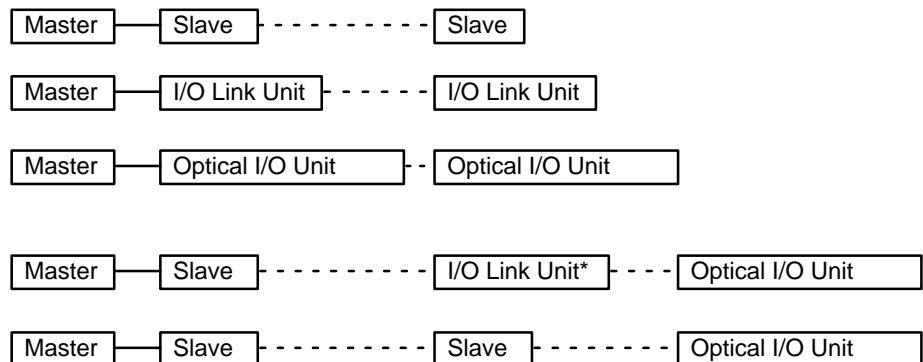 Master Slave Slave
Master I/O Link Unit I/O Link Unit
Master Optical I/O Unit Optical I/O Unit
Master Slave I/O Link Unit* Optical I/O Unit
Master Slave Slave Optical I/O Unit